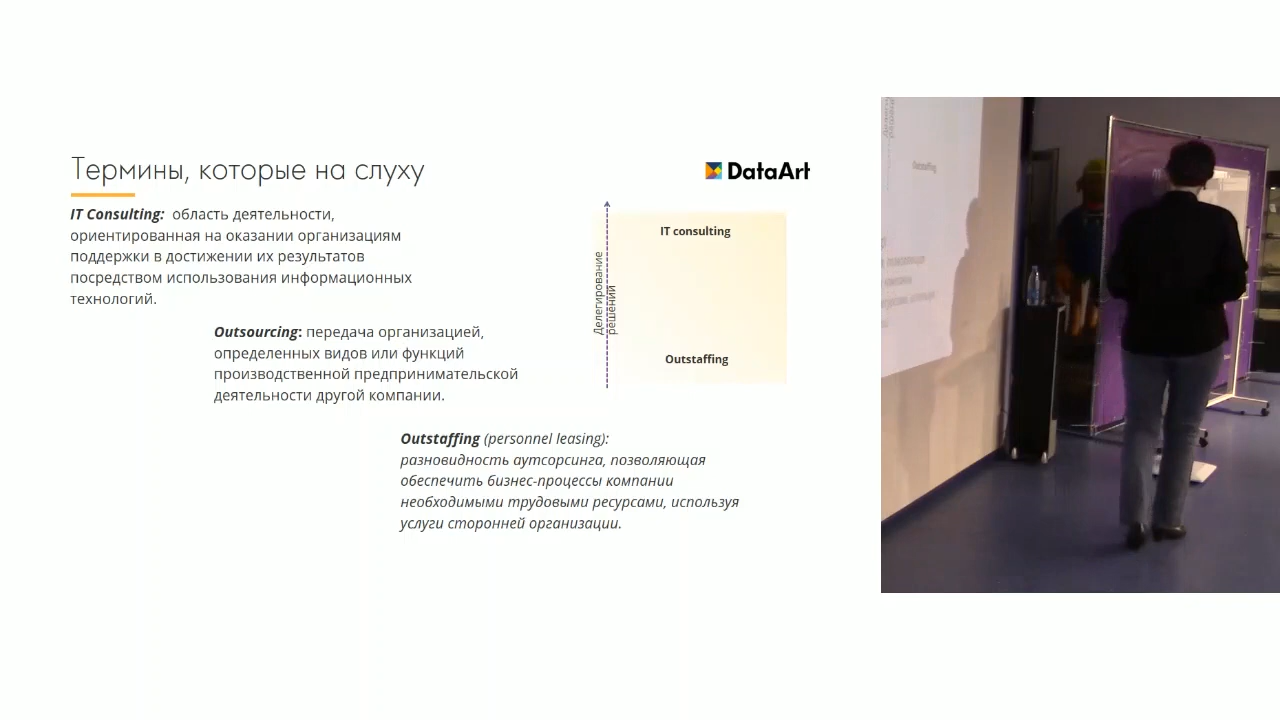 Термины, которые на слуху
DataArt
IT Consulting: область деятельности,
ориентированная на оказании организациям
поддержки в достижении их результатов
посредством использования информационных
технологий.
Outsourcing: передача организацией,
определенных видов или функций
производственной предпринимательской
деятельности другой компании.
Outstaffing (personnel leasing):
разновидность аутсорсинга, позволяющая
обеспечить бизнес-процессы компании
необходимыми трудовыми ресурсами, используя
услуги сторонней организации.
IT consulting
Делегирование
решений
Outstaffing
Outstaffing